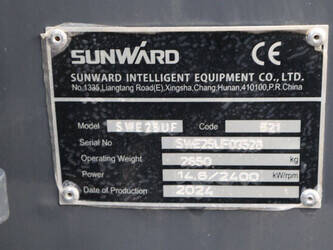 SUNWARD
CE
SUNWARD INTELLIGENT EQUIPMENT CO., LTD.
No.1335,Liangtang Road(E),Xingsha,Chang,Hunan,410100,P.R.China
Model SWE25UF Code 521
Serial No
Operating Weight 2650 kg
Power 14.6/2400 kW/rpm
Date of Production 2024